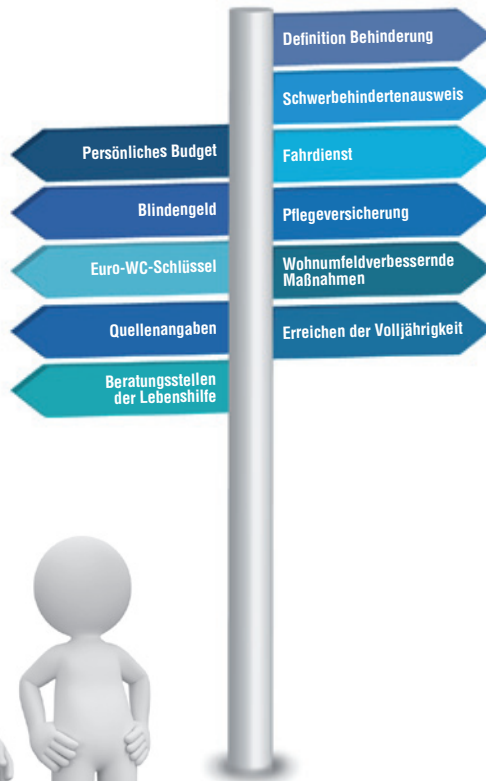 Definition Behinderung
Schwerbehindertenausweis
Persönliches Budget
Fahrdienst
Blindengeld
Pflegeversicherung
Euro-WC-Schlüssel
Wohnumfeldverbessernde
Maßnahmen
Quellenangaben
Erreichen der Volljährigkeit
Beratungsstellen
der Lebenshilfe